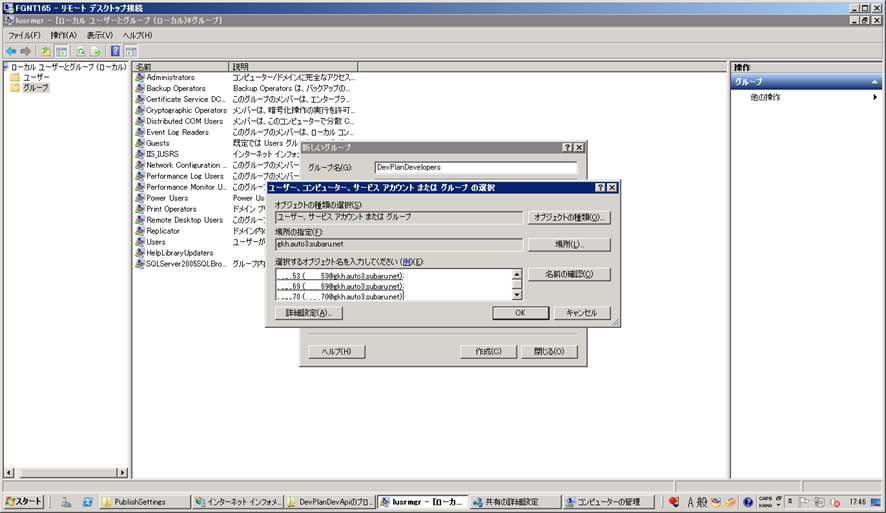 FGNT165 - リモート デスクトップ接続
lusrmgr - [ローカル ユーザーとグループ (ローカル)¥グループ]
ファイル(F) 操作(A) 表示(V) ヘルプ(H)
ローカル ユーザーとグループ (ローカル)
ユーザー
グループ
名前 説明
Administrators コンピューター/ドメインに完全なアクセス...
Backup Operators Backup Operators は、バックアップの...
Certificate Service DC... このグループのメンバーは、エンタープラ...
Cryptographic Operators メンバーは、暗号化操作の実行を許可...
Distributed COM Users メンバーは、このコンピューターで分散 C...
Event Log Readers このグループのメンバーは、ローカル コン...
Guests 既定では Users グル
IIS_IUSRS インターネット インフォメ
Network Configuration ... このグループのメンバー
Performance Log Users このグループのメンバー
Performance Monitor U... このグループ
Power Users Power Us
Print Operators ドメイン プ
Remote Desktop Users このグルー
Replicator ドメイン内
Users ユーザーが
HelpLibraryUpdaters
SQLServer2005SQLBro... グループ内
操作
グループ
他の操作
新しいグループ
グループ名(G): DevPlanDevelopers
ユーザー、コンピューター、サービス アカウント または グループ の選択
オブジェクトの種類の選択(S):
ユーザー、サービス アカウント または グループ
オブジェクトの種類(O)...
場所の指定(F):
gkh.auto3.subaru.net
場所(L)...
選択するオブジェクト名を入力してください (例)(E):
53 ( 53@gkh.auto3.subaru.net);
69 ( 69@gkh.auto3.subaru.net);
70 ( 70@gkh.auto3.subaru.net)
名前の確認(C)
詳細設定(A)...
OK
キャンセル
ヘルプ(H)
作成(C)
閉じる(O)
スタート
PublishSettings
インターネット インフォメ...
DevPlanDevApiのプロ...
lusrmgr - [ローカ...
共有の詳細設定
コンピューターの管理
A 般
CAPS
KANA
17:46